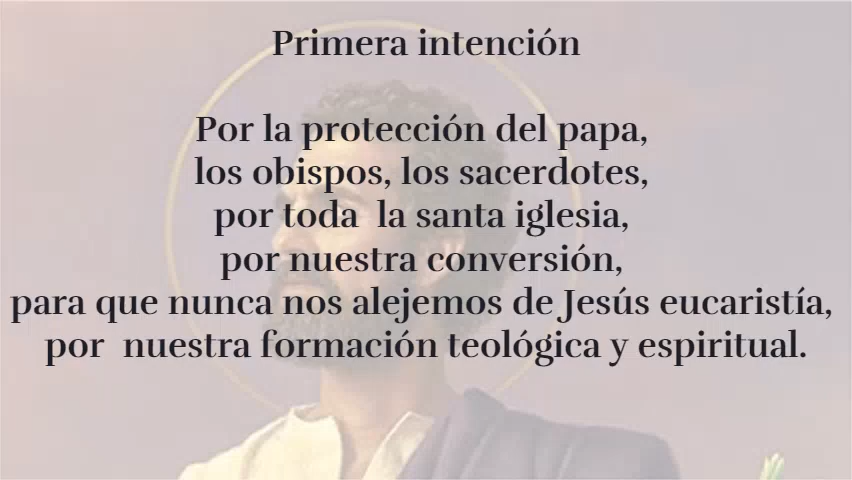 Primera intención
Por la protección del papa,
los obispos, los sacerdotes,
por toda  la santa iglesia,
por nuestra conversión,
para que nunca nos alejemos de Jesús eucaristía,
por  nuestra formación teológica y espiritual.